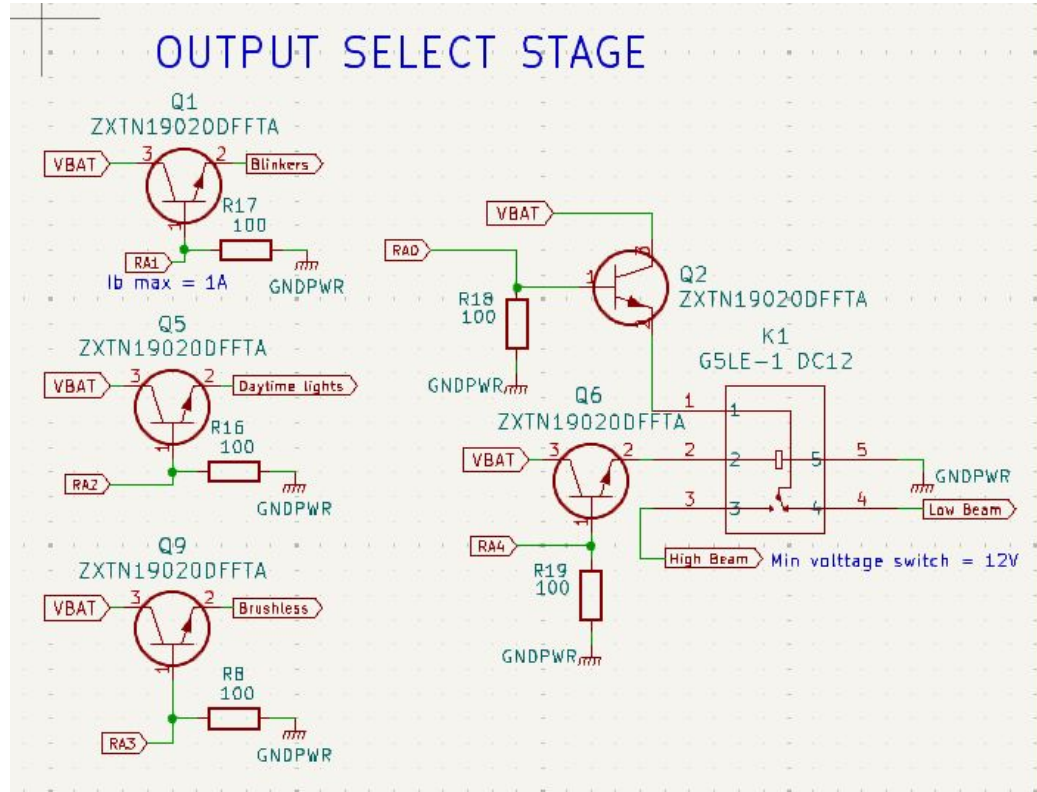 OUTPUT SELECT STAGE
Q1
ZXTN19020DFFTA
VBAT
3
2
Blinkers
1
R17
100
RA1
GNDPWR
Ib max = 1A
Q5
ZXTN19020DFFTA
VBAT
3
2
Daytime lights
1
R16
100
RA2
GNDPWR
Q9
ZXTN19020DFFTA
VBAT
3
2
Brushless
1
R8
100
RA3
GNDPWR
VBAT
RA0
3
1
2
Q2
ZXTN19020DFFTA
R18
100
GNDPWR
K1
G5LE-1 DC12
Q6
ZXTN19020DFFTA
VBAT
3
2
1
RA4
R19
100
GNDPWR
1
1
2
2
5
5
GNDPWR
3
3
4
4
Low Beam
High Beam
Min volttage switch = 12V